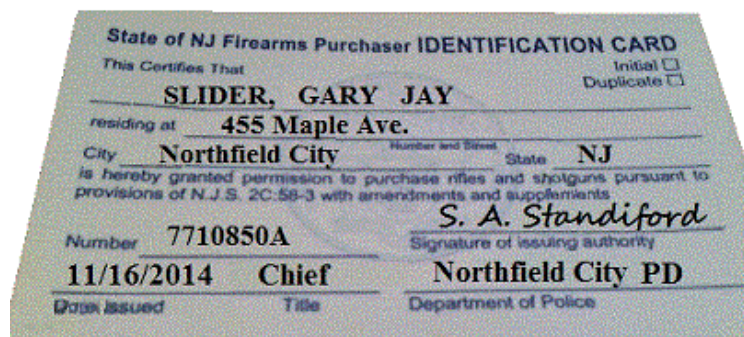 State of NJ Firearms Purchaser IDENTIFICATION CARD
This Certifies That Initial
Duplicate
SLIDER, GARY JAY
residing at 455 Maple Ave.
Number and Street
City Northfield City State NJ
is hereby granted permission to purchase rifles and shotguns pursuant to
provisions of N.J.S. 2C:58-3 with amendments and supplements
S. A. Standiford
Number 7710850A Signature of issuing authority
11/16/2014 Chief Northfield City PD
Date Issued Title Department of Police